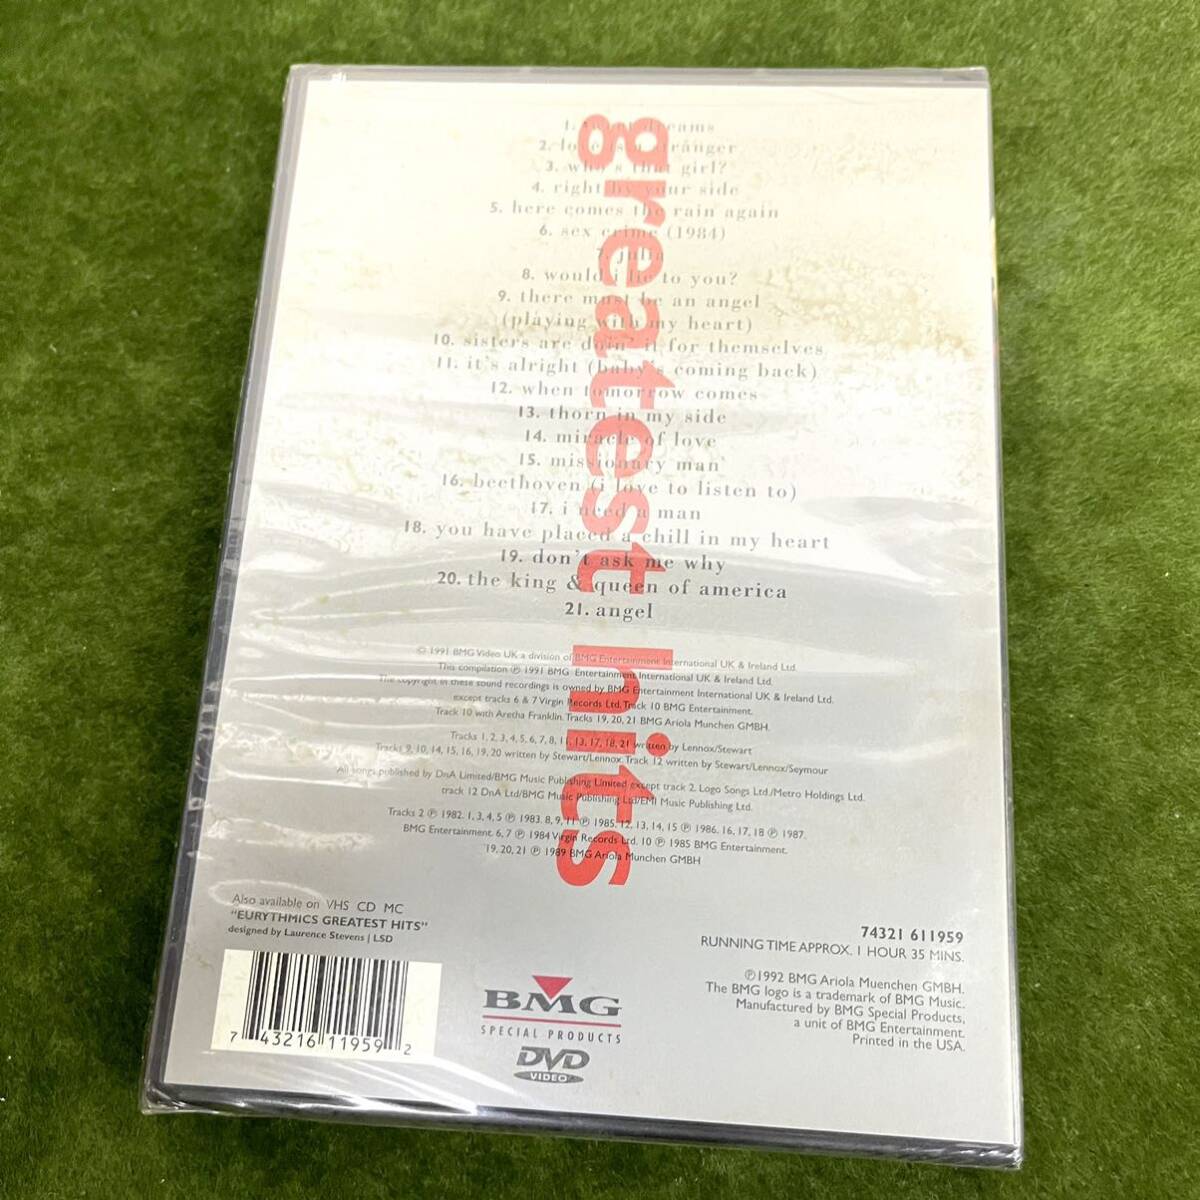 greatest hits
1. sweet dreams
2. love is a stranger
3. who's that girl?
4. right by your side
5. here comes the rain again
6. sex crime (1984)
7. julia
8. would i lie to you?
9. there must be an angel
(playing with my heart)
10. sisters are doin' it for themselves
11. it's alright (baby's coming back)
12. when tomorrow comes
13. thorn in my side
14. miracle of love
15. missionary man
16. beethoven (i love to listen to)
17. i need a man
18. you have placed a chill in my heart
19. don't ask me why
20. the king & queen of america
21. angel
© 1991 BMG Video UK a division of BMG Entertainment International UK & Ireland Ltd.
This compilation ℗ 1991 BMG Entertainment International UK & Ireland Ltd.
The copyright in these sound recordings is owned by BMG Entertainment International UK & Ireland Ltd.
except tracks 6 & 7 Virgin Records Ltd. Track 10 BMG Entertainment.
Track 10 with Aretha Franklin. Tracks 19, 20, 21 BMG Ariola Munchen GMBH.
Tracks 1, 2, 3, 4, 5, 6, 7, 8, 11, 13, 17, 18, 21 written by Lennox/Stewart
Tracks 9, 10, 14, 15, 16, 19, 20 written by Stewart/Lennox. Track 12 written by Stewart/Lennox/Seymour
All songs published by DnA Limited/BMG Music Publishing Limited except track 2. Logo Songs Ltd./Metro Holdings Ltd.
track 12 DnA Ltd/BMG Music Publishing Ltd/EMI Music Publishing Ltd.
Tracks 2 ℗ 1982. 1, 3, 4, 5 ℗ 1983. 8, 9, 11 ℗ 1985. 12, 13, 14, 15 ℗ 1986. 16, 17, 18 ℗ 1987.
BMG Entertainment. 6, 7 ℗ 1984 Virgin Records Ltd. 10 ℗ 1985 BMG Entertainment.
19, 20, 21 ℗ 1989 BMG Ariola Munchen GMBH
Also available on VHS CD MC
"EURYTHMICS GREATEST HITS"
designed by Laurence Stevens | LSD
7 43216 11959 2
BMG
SPECIAL PRODUCTS
DVD
VIDEO
74321 611959
RUNNING TIME APPROX. 1 HOUR 35 MINS.
℗1992 BMG Ariola Muenchen GMBH.
The BMG logo is a trademark of BMG Music.
Manufactured by BMG Special Products,
a unit of BMG Entertainment.
Printed in the USA.